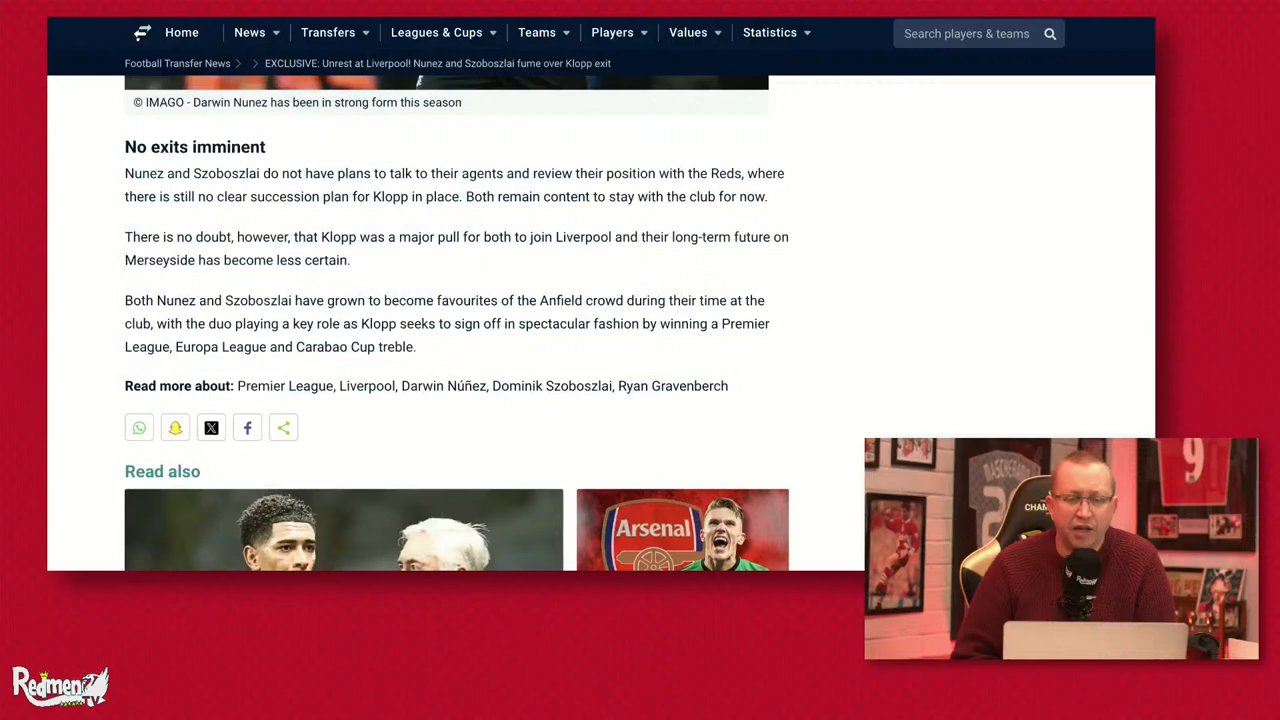 Home News Transfers Leagues & Cups Teams Players Values Statistics Search players & teams
Football Transfer News EXCLUSIVE: Unrest at Liverpool! Nunez and Szoboszlai fume over Klopp exit
© IMAGO - Darwin Nunez has been in strong form this season
No exits imminent
Nunez and Szoboszlai do not have plans to talk to their agents and review their position with the Reds, where
there is still no clear succession plan for Klopp in place. Both remain content to stay with the club for now.
There is no doubt, however, that Klopp was a major pull for both to join Liverpool and their long-term future on
Merseyside has become less certain.
Both Nunez and Szoboszlai have grown to become favourites of the Anfield crowd during their time at the
club, with the duo playing a key role as Klopp seeks to sign off in spectacular fashion by winning a Premier
League, Europa League and Carabao Cup treble.
Read more about: Premier League, Liverpool, Darwin Núñez, Dominik Szoboszlai, Ryan Gravenberch
Read also
Arsenal
MASCHERANO
9
CHAM
Redmen
TV